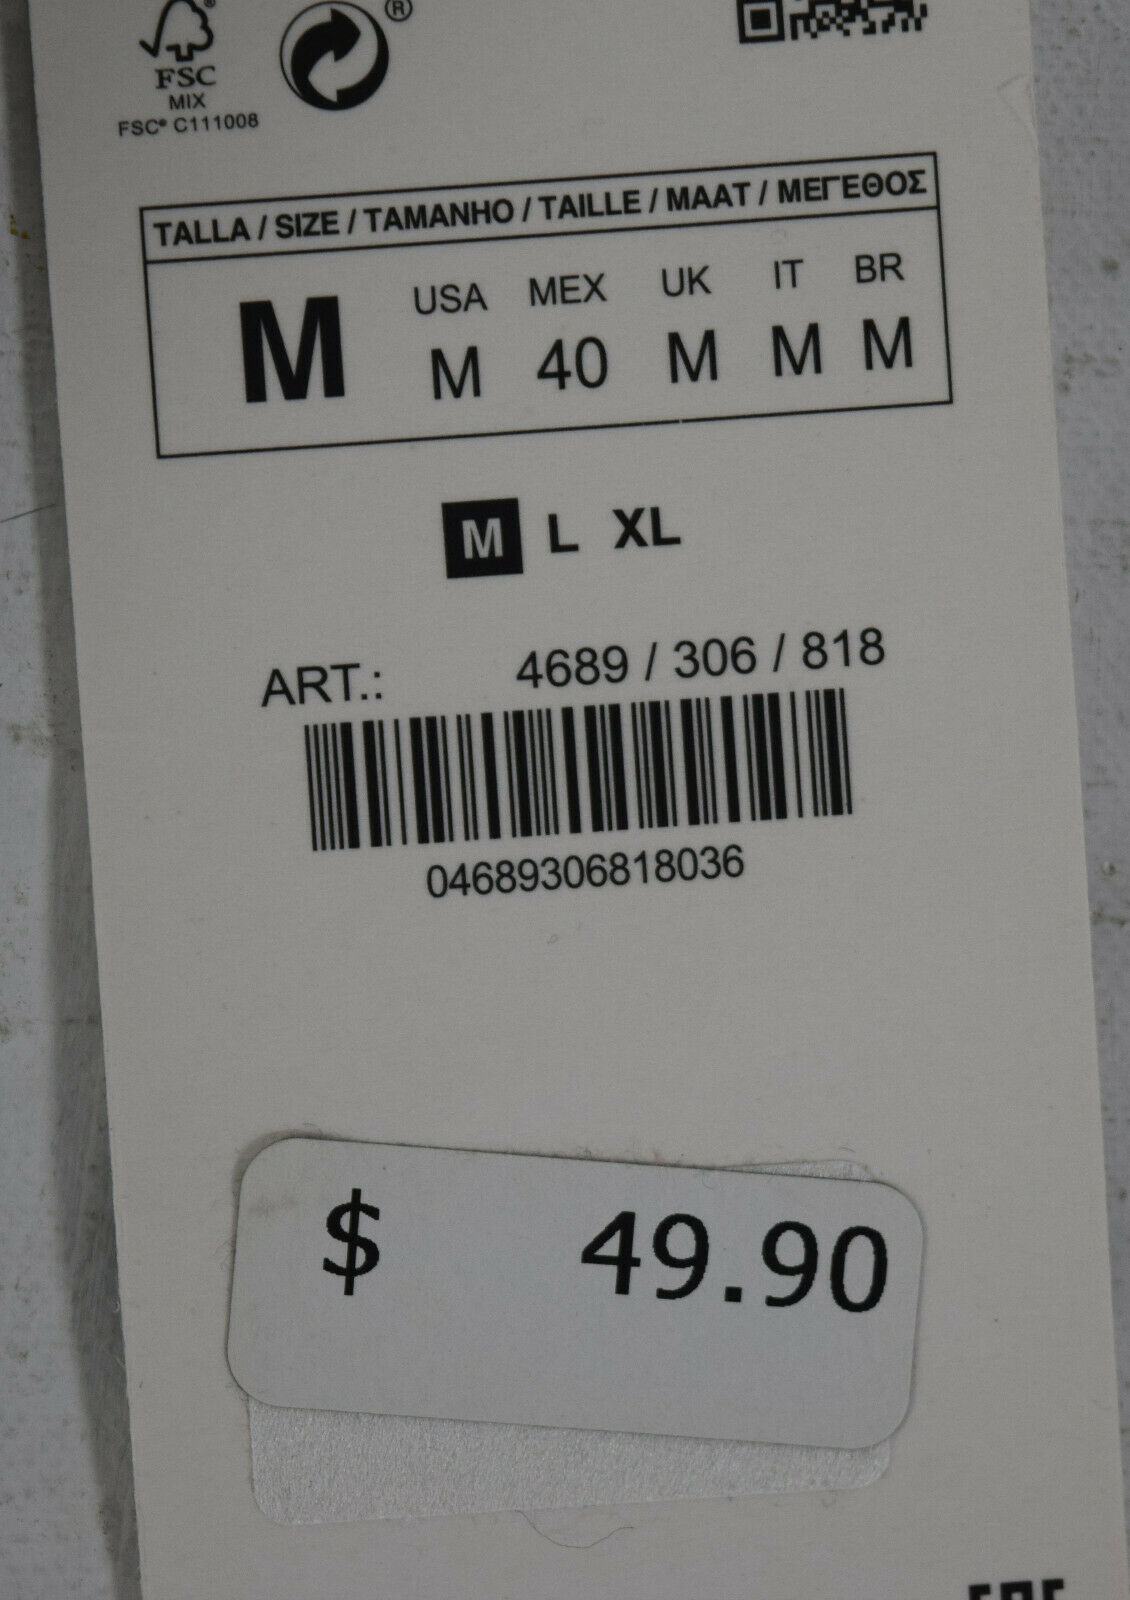 FSC
MIX
FSC® C111008
®
TALLA / SIZE / TAMANHO / TAILLE / MAAT / ΜΕΓΕΘΟΣ
USA MEX UK IT BR
M M 40 M M M
M L XL
ART.: 4689 / 306 / 818
04689306818036
$ 49.90